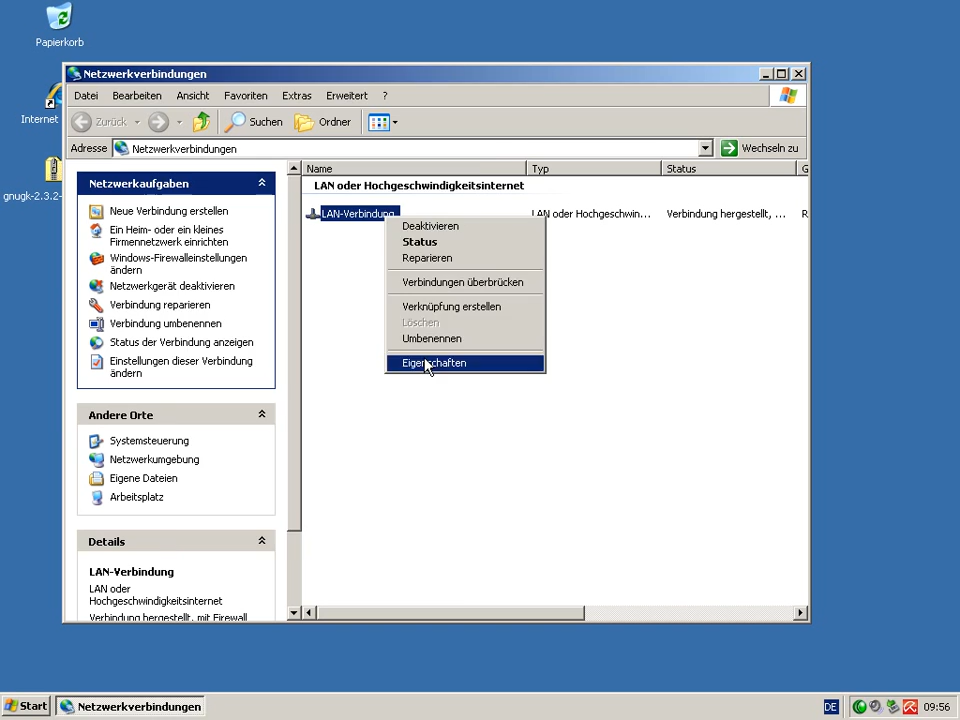 Papierkorb
Internet
gnugk-2.3.2-
Netzwerkverbindungen
Datei Bearbeiten Ansicht Favoriten Extras Erweitert ?
Zurück Suchen Ordner
Adresse Netzwerkverbindungen Wechseln zu
Netzwerkaufgaben
Neue Verbindung erstellen
Ein Heim- oder ein kleines
Firmennetzwerk einrichten
Windows-Firewalleinstellungen
ändern
Netzwerkgerät deaktivieren
Verbindung reparieren
Verbindung umbenennen
Status der Verbindung anzeigen
Einstellungen dieser Verbindung
ändern
Andere Orte
Systemsteuerung
Netzwerkumgebung
Eigene Dateien
Arbeitsplatz
Details
LAN-Verbindung
LAN oder
Hochgeschwindigkeitsinternet
Verbindung hergestellt, mit Firewall
Name Typ Status G
LAN oder Hochgeschwindigkeitsinternet
LAN-Verbindung LAN oder Hochgeschwin... Verbindung hergestellt, ... R
Deaktivieren
Status
Reparieren
Verbindungen überbrücken
Verknüpfung erstellen
Löschen
Umbenennen
Eigenschaften
Start Netzwerkverbindungen DE 09:56